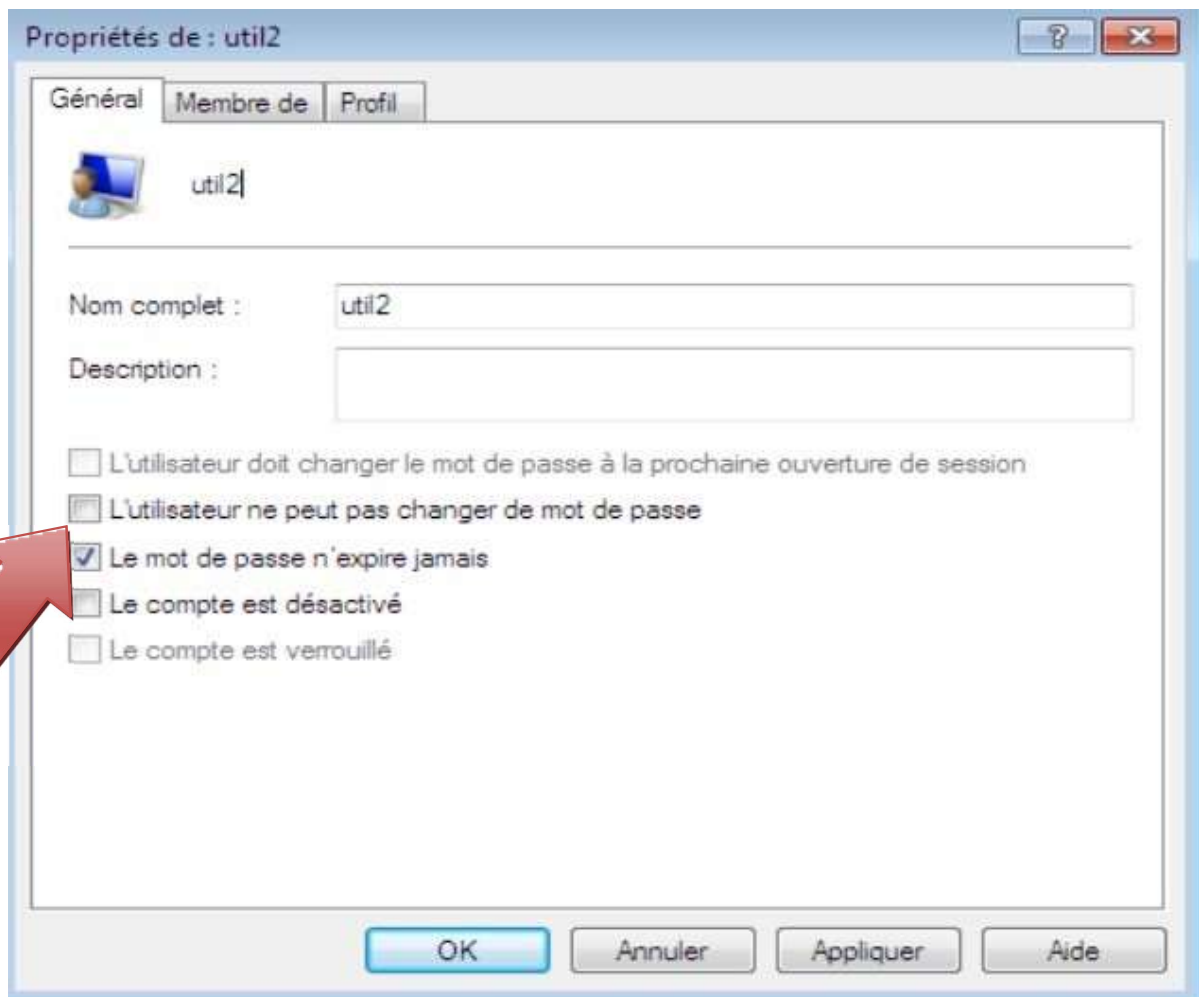 Propriétés de : util2
Général Membre de Profil
util2
Nom complet : util2
Description :
L'utilisateur doit changer le mot de passe à la prochaine ouverture de session
L'utilisateur ne peut pas changer de mot de passe
Le mot de passe n'expire jamais
Le compte est désactivé
Le compte est verrouillé
OK Annuler Appliquer Aide